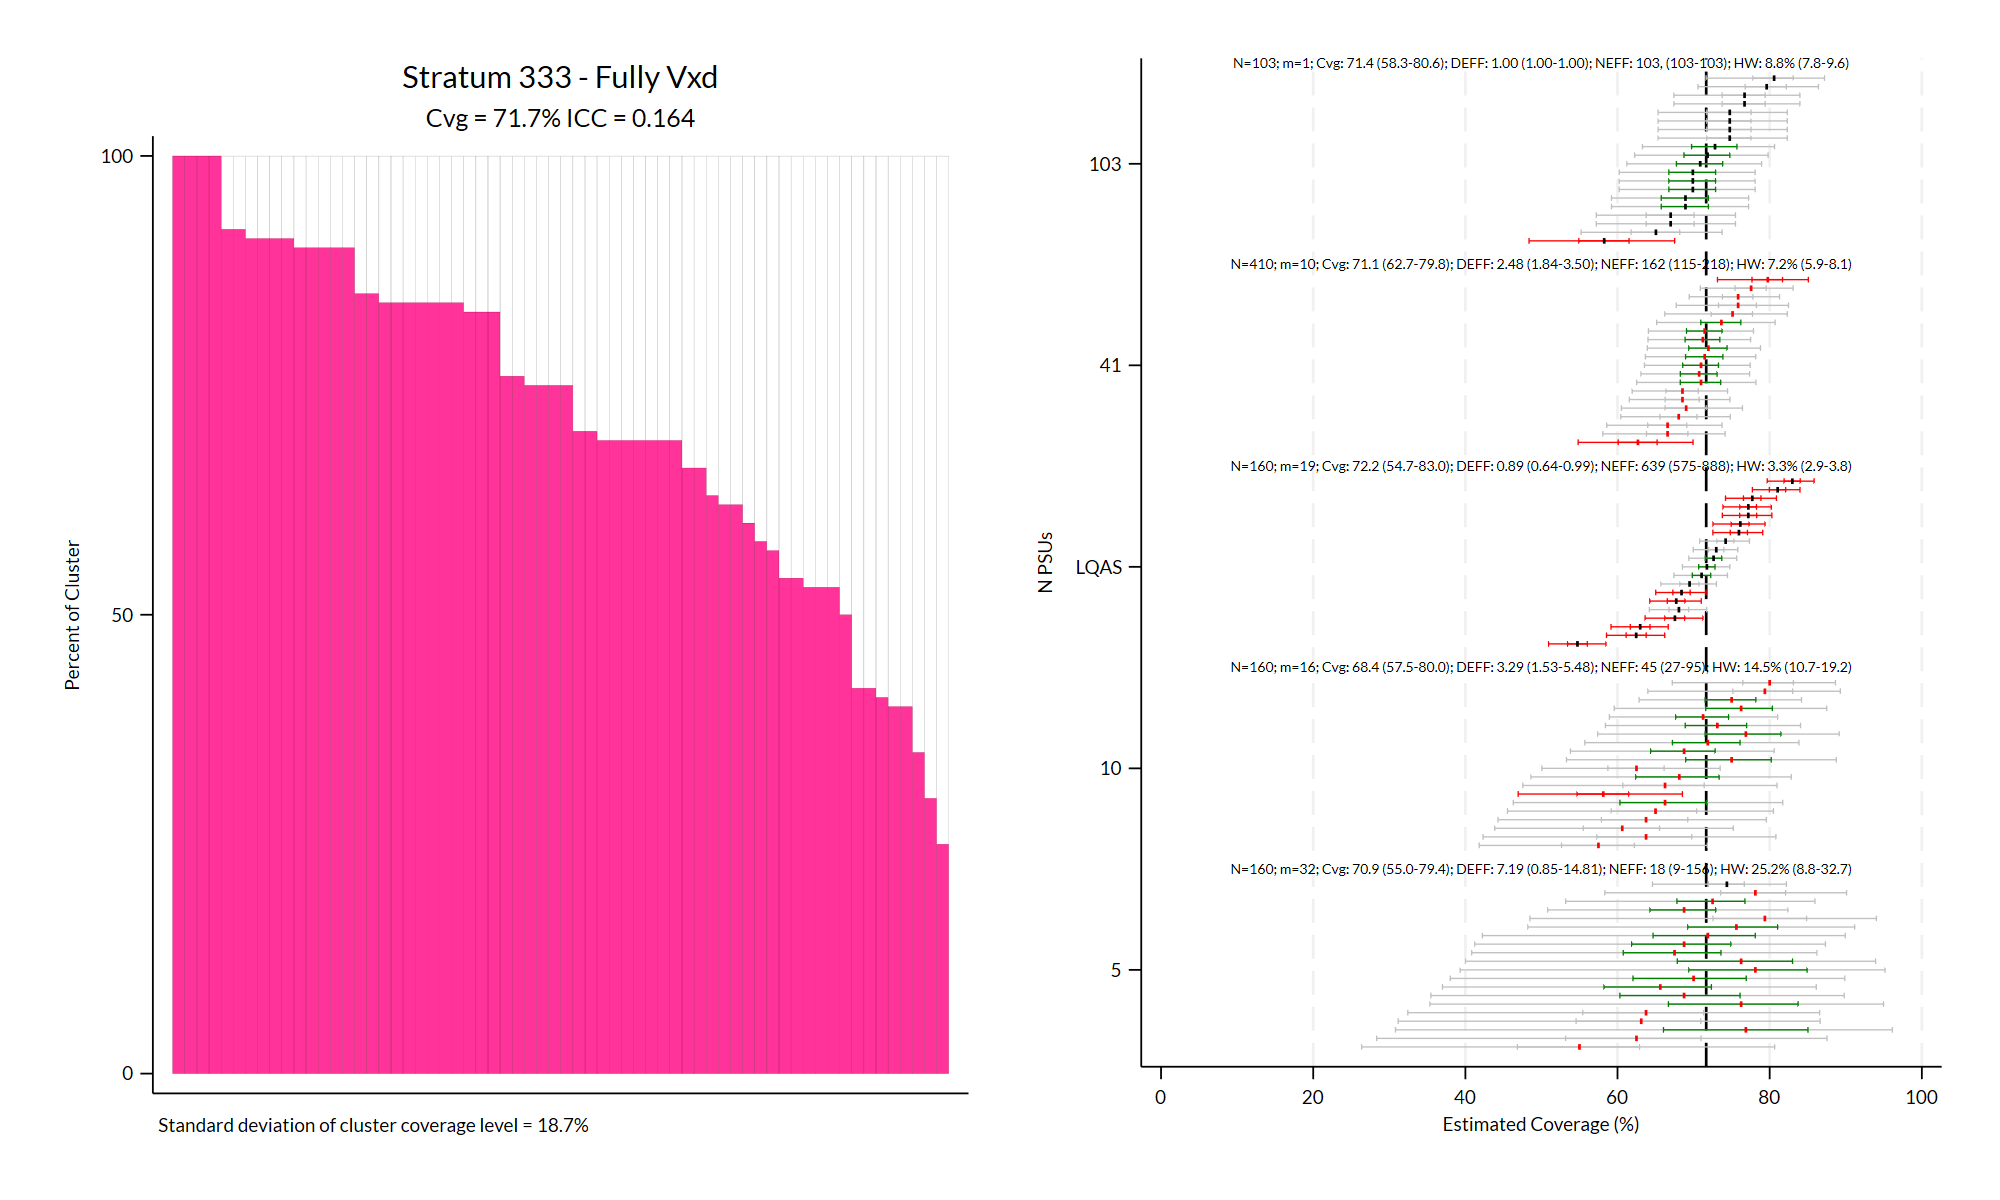 Stratum 333 - Fully Vxd
Cvg = 71.7% ICC = 0.164
Percent of Cluster
100
50
0
Standard deviation of cluster coverage level = 18.7%
N PSUs
N=103; m=1; Cvg: 71.4 (58.3-80.6); DEFF: 1.00 (1.00-1.00); NEFF: 103, (103-103); HW: 8.8% (7.8-9.6)
103
N=410; m=10; Cvg: 71.1 (62.7-79.8); DEFF: 2.48 (1.84-3.50); NEFF: 162 (115-218); HW: 7.2% (5.9-8.1)
41
N=160; m=19; Cvg: 72.2 (54.7-83.0); DEFF: 0.89 (0.64-0.99); NEFF: 639 (575-888); HW: 3.3% (2.9-3.8)
LQAS
N=160; m=16; Cvg: 68.4 (57.5-80.0); DEFF: 3.29 (1.53-5.48); NEFF: 45 (27-95); HW: 14.5% (10.7-19.2)
10
N=160; m=32; Cvg: 70.9 (55.0-79.4); DEFF: 7.19 (0.85-14.81); NEFF: 18 (9-156); HW: 25.2% (8.8-32.7)
5
0 20 40 60 80 100
Estimated Coverage (%)